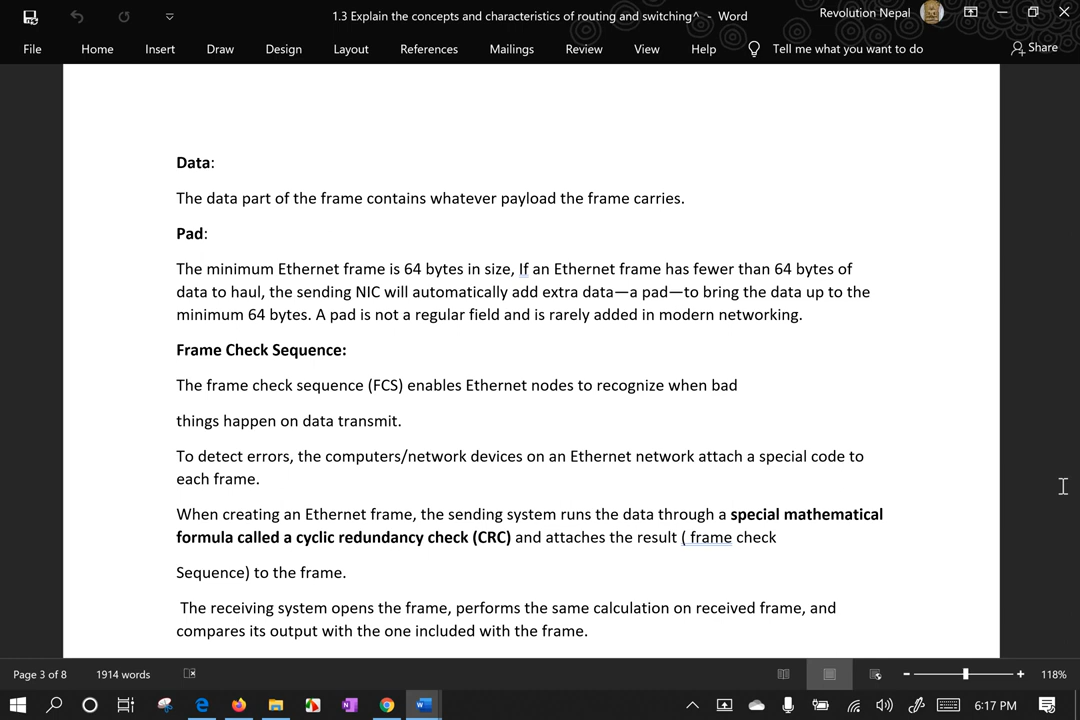 1.3 Explain the concepts and characteristics of routing and switching^ - Word
Revolution Nepal
File Home Insert Draw Design Layout References Mailings Review View Help Tell me what you want to do Share
Data:
The data part of the frame contains whatever payload the frame carries.
Pad:
The minimum Ethernet frame is 64 bytes in size, If an Ethernet frame has fewer than 64 bytes of
data to haul, the sending NIC will automatically add extra data—a pad—to bring the data up to the
minimum 64 bytes. A pad is not a regular field and is rarely added in modern networking.
Frame Check Sequence:
The frame check sequence (FCS) enables Ethernet nodes to recognize when bad
things happen on data transmit.
To detect errors, the computers/network devices on an Ethernet network attach a special code to
each frame.
When creating an Ethernet frame, the sending system runs the data through a special mathematical
formula called a cyclic redundancy check (CRC) and attaches the result ( frame check
Sequence) to the frame.
The receiving system opens the frame, performs the same calculation on received frame, and
compares its output with the one included with the frame.
Page 3 of 8 1914 words 118%
6:17 PM